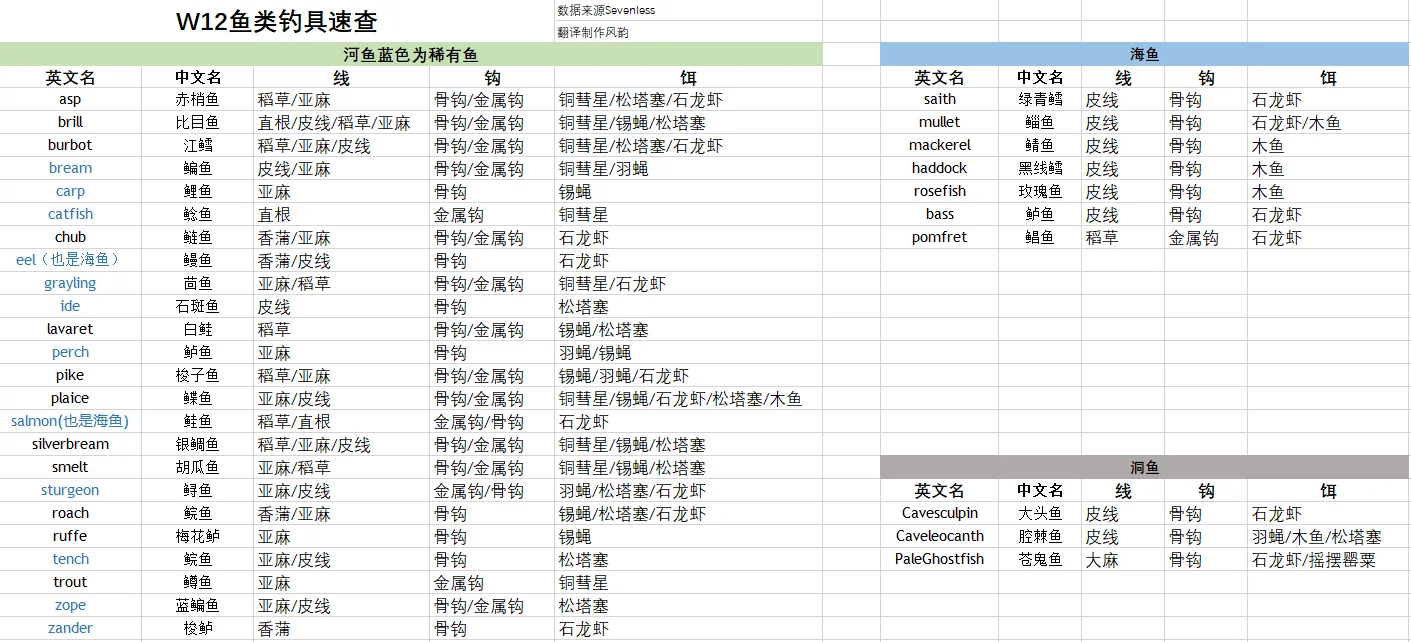 W12鱼类钓具速查
数据来源Sevenless
翻译制作风韵
河鱼蓝色为稀有鱼
英文名 中文名 线 钩 饵
asp 赤梢鱼 稻草/亚麻 骨钩/金属钩 铜彗星/松塔塞/石龙虾
brill 比目鱼 直根/皮线/稻草/亚麻 骨钩/金属钩 铜彗星/锡蝇/松塔塞
burbot 江鳕 稻草/亚麻/皮线 骨钩/金属钩 铜彗星/松塔塞/石龙虾
bream 鳊鱼 皮线/亚麻 骨钩/金属钩 铜彗星/羽蝇
carp 鲤鱼 亚麻 骨钩 锡蝇
catfish 鲶鱼 直根 金属钩 铜彗星
chub 鲢鱼 香蒲/亚麻 骨钩/金属钩 石龙虾
eel（也是海鱼） 鳗鱼 香蒲/皮线 骨钩 石龙虾
grayling 茴鱼 亚麻/稻草 骨钩/金属钩 铜彗星/石龙虾
ide 石斑鱼 皮线 骨钩 松塔塞
lavaret 白鲑 稻草 骨钩/金属钩 锡蝇/松塔塞
perch 鲈鱼 亚麻 骨钩 羽蝇/锡蝇
pike 梭子鱼 稻草/亚麻 骨钩/金属钩 锡蝇/羽蝇/石龙虾
plaice 鲽鱼 亚麻/皮线 骨钩/金属钩 铜彗星/锡蝇/石龙虾/松塔塞/木鱼
salmon(也是海鱼) 鲑鱼 稻草/直根 金属钩/骨钩 石龙虾
silverbream 银鲷鱼 稻草/亚麻/皮线 骨钩/金属钩 铜彗星/锡蝇/松塔塞
smelt 胡瓜鱼 亚麻/稻草 骨钩/金属钩 铜彗星/锡蝇/松塔塞
sturgeon 鲟鱼 亚麻/皮线 金属钩/骨钩 羽蝇/松塔塞/石龙虾
roach 鲩鱼 香蒲/亚麻 骨钩 锡蝇/松塔塞/石龙虾
ruffe 梅花鲈 亚麻 骨钩 锡蝇
tench 鲩鱼 亚麻/皮线 骨钩 松塔塞
trout 鳟鱼 亚麻 金属钩 铜彗星
zope 蓝鳊鱼 亚麻/皮线 骨钩/金属钩 松塔塞
zander 梭鲈 香蒲 骨钩 石龙虾
海鱼
英文名 中文名 线 钩 饵
saith 绿青鳕 皮线 骨钩 石龙虾
mullet 鲻鱼 皮线 骨钩 石龙虾/木鱼
mackerel 鲭鱼 皮线 骨钩 木鱼
haddock 黑线鳕 皮线 骨钩 木鱼
rosefish 玫瑰鱼 皮线 骨钩 木鱼
bass 鲈鱼 皮线 骨钩 石龙虾
pomfret 鲳鱼 稻草 金属钩 石龙虾
洞鱼
英文名 中文名 线 钩 饵
Cavesculpin 大头鱼 皮线 骨钩 石龙虾
Caveleocanth 腔棘鱼 皮线 骨钩 羽蝇/木鱼/松塔塞
PaleGhostfish 苍鬼鱼 大麻 骨钩 石龙虾/摇摆罂粟